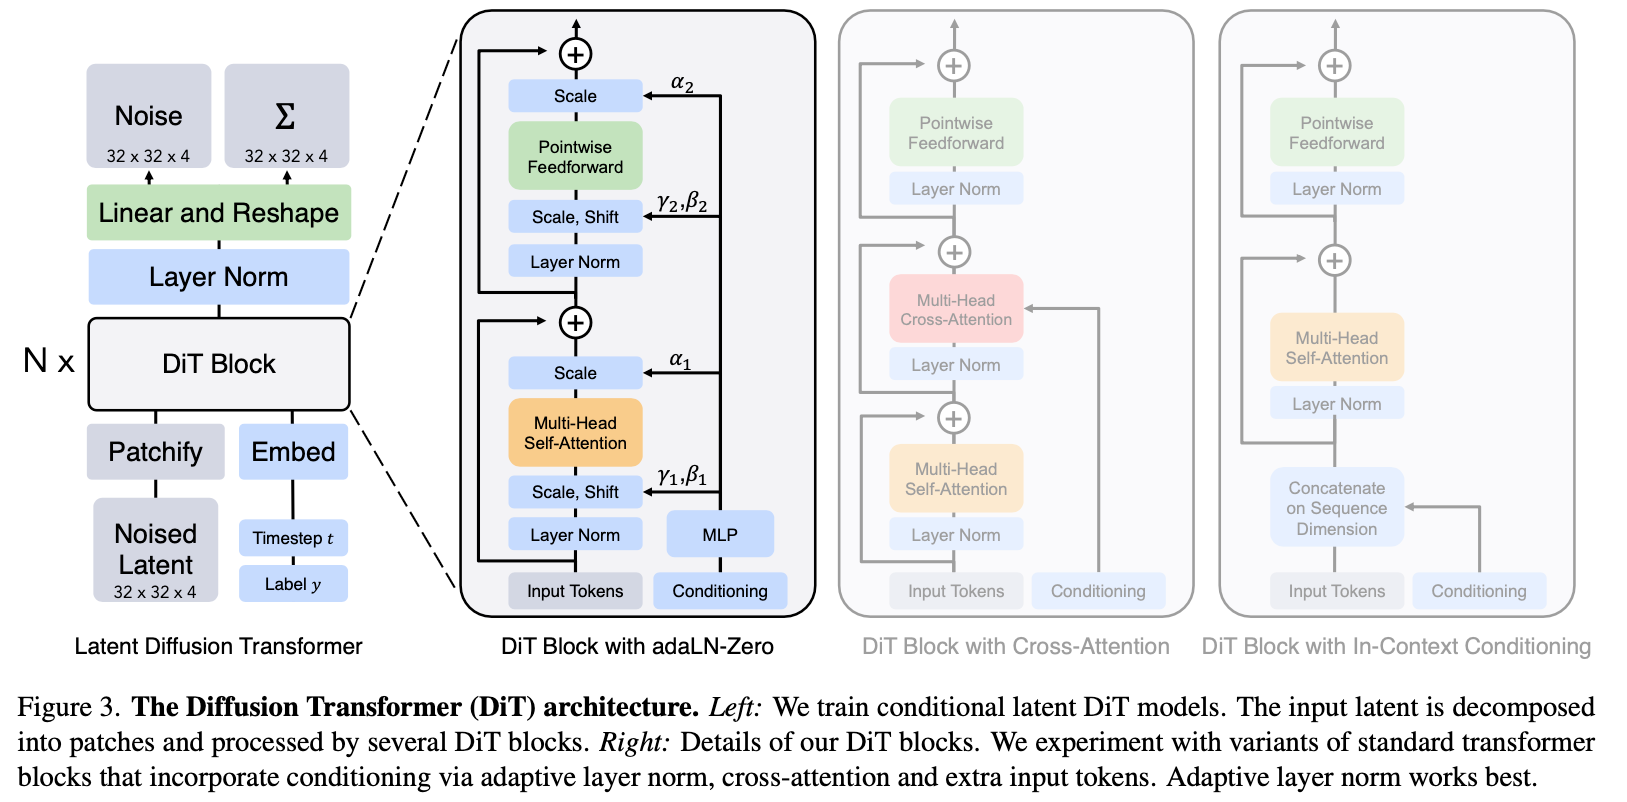 Noise
32 x 32 x 4
Σ
32 x 32 x 4
Linear and Reshape
Layer Norm
N x
DiT Block
Patchify
Embed
Noised
Latent
32 x 32 x 4
Timestep t
Label y
Latent Diffusion Transformer
Scale
α₂
Pointwise
Feedforward
Scale, Shift
γ₂,β₂
Layer Norm
Scale
α₁
Multi-Head
Self-Attention
Scale, Shift
γ₁,β₁
Layer Norm
MLP
Input Tokens
Conditioning
DiT Block with adaLN-Zero
Pointwise
Feedforward
Layer Norm
Multi-Head
Cross-Attention
Layer Norm
Multi-Head
Self-Attention
Layer Norm
Input Tokens
Conditioning
DiT Block with Cross-Attention
Pointwise
Feedforward
Layer Norm
Multi-Head
Self-Attention
Layer Norm
Concatenate
on Sequence
Dimension
Input Tokens
Conditioning
DiT Block with In-Context Conditioning
Figure 3. The Diffusion Transformer (DiT) architecture. Left: We train conditional latent DiT models. The input latent is decomposed
into patches and processed by several DiT blocks. Right: Details of our DiT blocks. We experiment with variants of standard transformer
blocks that incorporate conditioning via adaptive layer norm, cross-attention and extra input tokens. Adaptive layer norm works best.